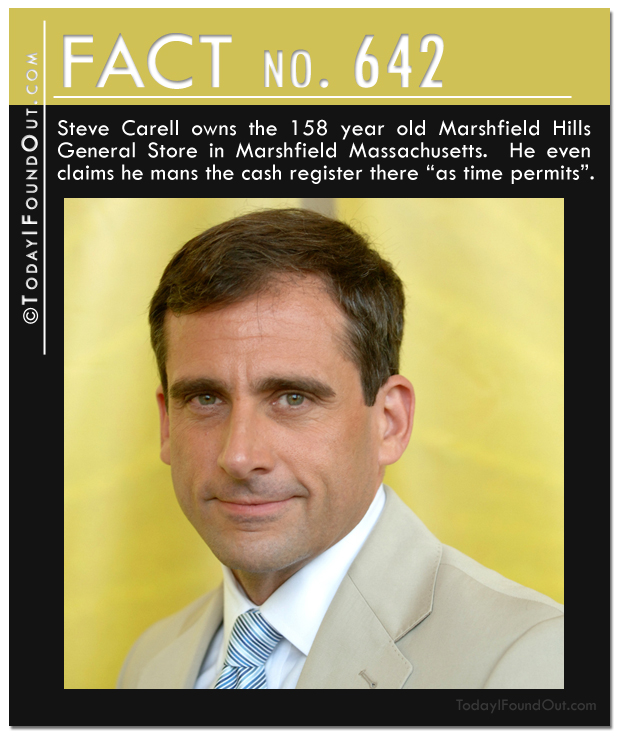 FACT NO. 642
©TODAYIFOUNDOUT.COM
Steve Carell owns the 158 year old Marshfield Hills
General Store in Marshfield Massachusetts. He even
claims he mans the cash register there “as time permits”.
TodayIFoundOut.com